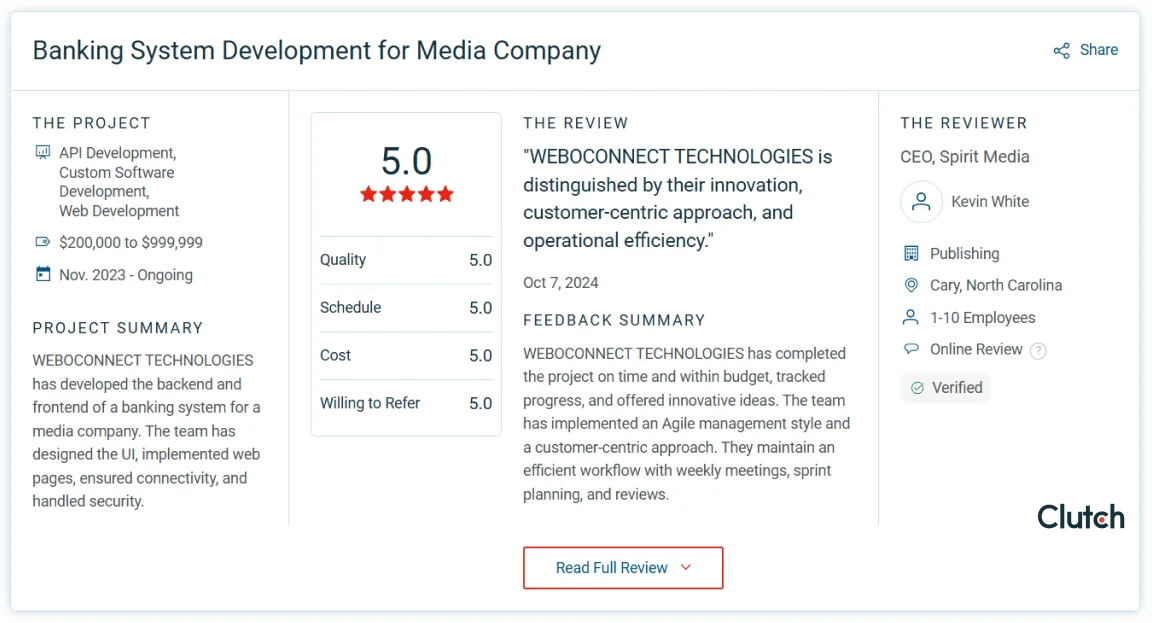 Banking System Development for Media Company
Share
THE PROJECT
API Development,
Custom Software
Development,
Web Development
$200,000 to $999,999
Nov. 2023 - Ongoing
PROJECT SUMMARY
WEBOCONNECT TECHNOLOGIES
has developed the backend and
frontend of a banking system for a
media company. The team has
designed the UI, implemented web
pages, ensured connectivity, and
handled security.
5.0
Quality 5.0
Schedule 5.0
Cost 5.0
Willing to Refer 5.0
THE REVIEW
"WEBOCONNECT TECHNOLOGIES is
distinguished by their innovation,
customer-centric approach, and
operational efficiency."
Oct 7, 2024
FEEDBACK SUMMARY
WEBOCONNECT TECHNOLOGIES has completed
the project on time and within budget, tracked
progress, and offered innovative ideas. The team
has implemented an Agile management style and
a customer-centric approach. They maintain an
efficient workflow with weekly meetings, sprint
planning, and reviews.
Read Full Review
THE REVIEWER
CEO, Spirit Media
Kevin White
Publishing
Cary, North Carolina
1-10 Employees
Online Review ?
Verified
Clutch